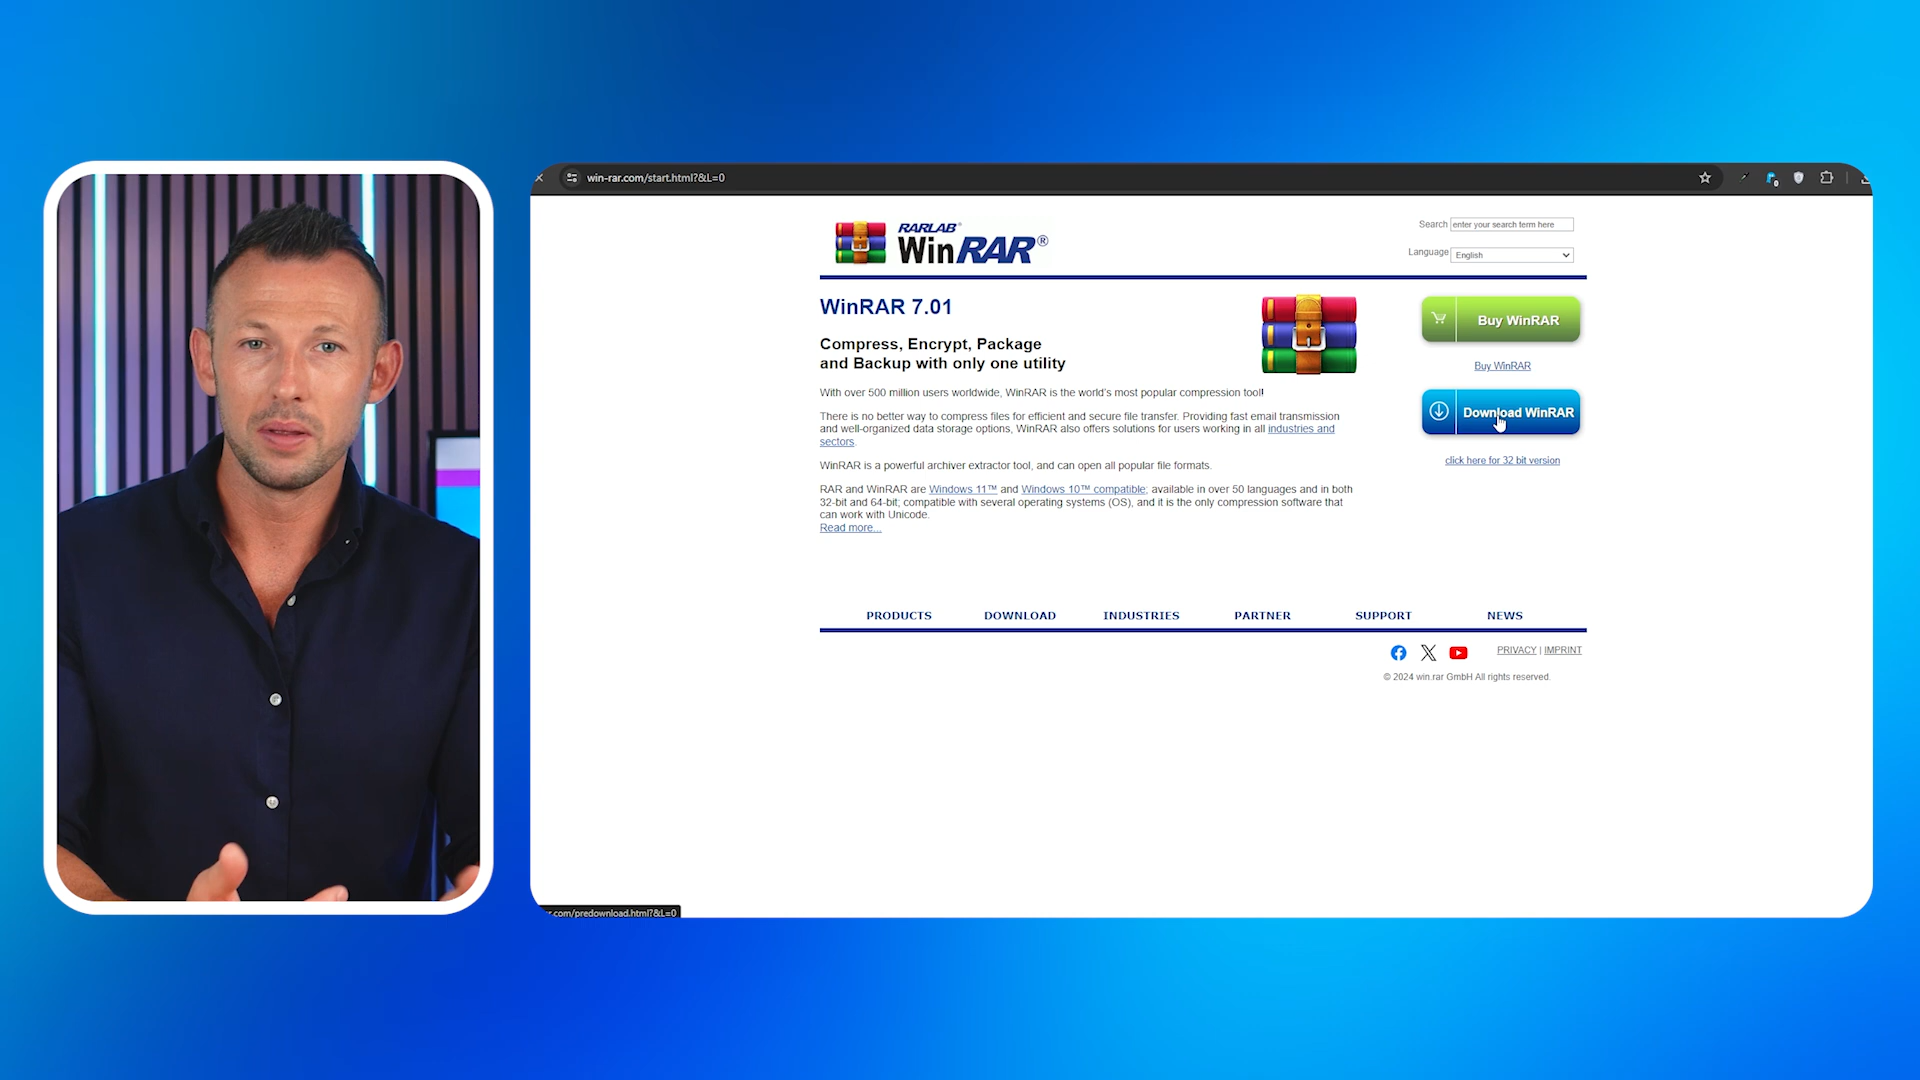 win-rar.com/start.html?&L=0
RARLAB®
WinRAR®
Search enter your search term here
Language English
WinRAR 7.01
Compress, Encrypt, Package
and Backup with only one utility
With over 500 million users worldwide, WinRAR is the world's most popular compression tool!
There is no better way to compress files for efficient and secure file transfer. Providing fast email transmission
and well-organized data storage options, WinRAR also offers solutions for users working in all industries and
sectors.
WinRAR is a powerful archiver extractor tool, and can open all popular file formats.
RAR and WinRAR are Windows 11™ and Windows 10™ compatible; available in over 50 languages and in both
32-bit and 64-bit; compatible with several operating systems (OS), and it is the only compression software that
can work with Unicode.
Read more...
Buy WinRAR
Buy WinRAR
Download WinRAR
click here for 32 bit version
PRODUCTS DOWNLOAD INDUSTRIES PARTNER SUPPORT NEWS
PRIVACY | IMPRINT
© 2024 win.rar GmbH All rights reserved.
.com/predownload.html?&L=0